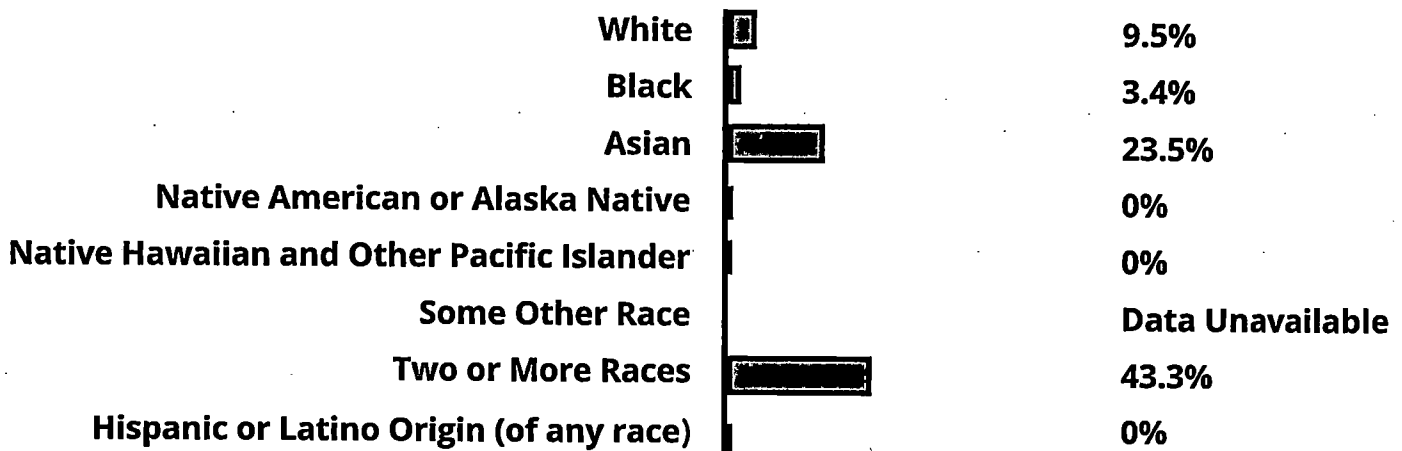 White 9.5%
Black 3.4%
Asian 23.5%
Native American or Alaska Native 0%
Native Hawaiian and Other Pacific Islander 0%
Some Other Race Data Unavailable
Two or More Races 43.3%
Hispanic or Latino Origin (of any race) 0%